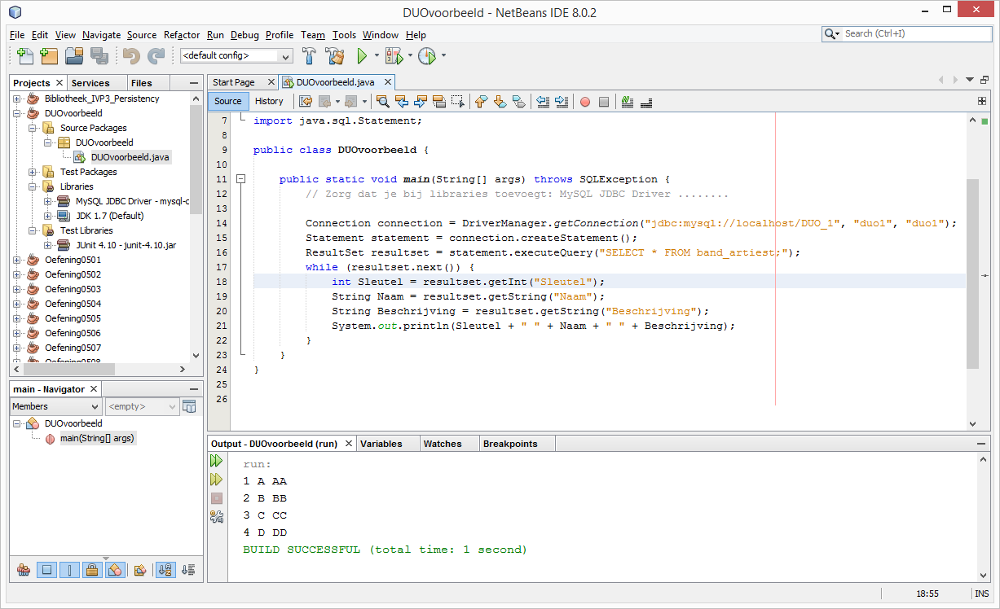 DUOvoorbeeld - NetBeans IDE 8.0.2
File Edit View Navigate Source Refactor Run Debug Profile Team Tools Window Help
Search (Ctrl+I)
<default config>
Projects Services Files
Bibliotheek_IVP3_Persistency
DUOvoorbeeld
Source Packages
DUOvoorbeeld
DUOvoorbeeld.java
Test Packages
Libraries
MySQL JDBC Driver - mysql-c
JDK 1.7 (Default)
Test Libraries
JUnit 4.10 - junit-4.10.jar
Oefening0501
Oefening0502
Oefening0503
Oefening0504
Oefening0505
Oefening0506
Oefening0507
Oefening0508
main - Navigator
Members <empty>
DUOvoorbeeld
main(String[] args)
Start Page DUOvoorbeeld.java
Source History
7 import java.sql.Statement;
8
9 public class DUOvoorbeeld {
10
11 public static void main(String[] args) throws SQLException {
12 // Zorg dat je bij libraries toevoegt: MySQL JDBC Driver ........
13
14 Connection connection = DriverManager.getConnection("jdbc:mysql://localhost/DUO_1", "duo1", "duo1");
15 Statement statement = connection.createStatement();
16 ResultSet resultset = statement.executeQuery("SELECT * FROM band_artiest;");
17 while (resultset.next()) {
18 int Sleutel = resultset.getInt("Sleutel");
19 String Naam = resultset.getString("Naam");
20 String Beschrijving = resultset.getString("Beschrijving");
21 System.out.println(Sleutel + " " + Naam + " " + Beschrijving);
22 }
23 }
24 }
25
26
Output - DUOvoorbeeld (run) Variables Watches Breakpoints
run:
1 A AA
2 B BB
3 C CC
4 D DD
BUILD SUCCESSFUL (total time: 1 second)
18:55 INS